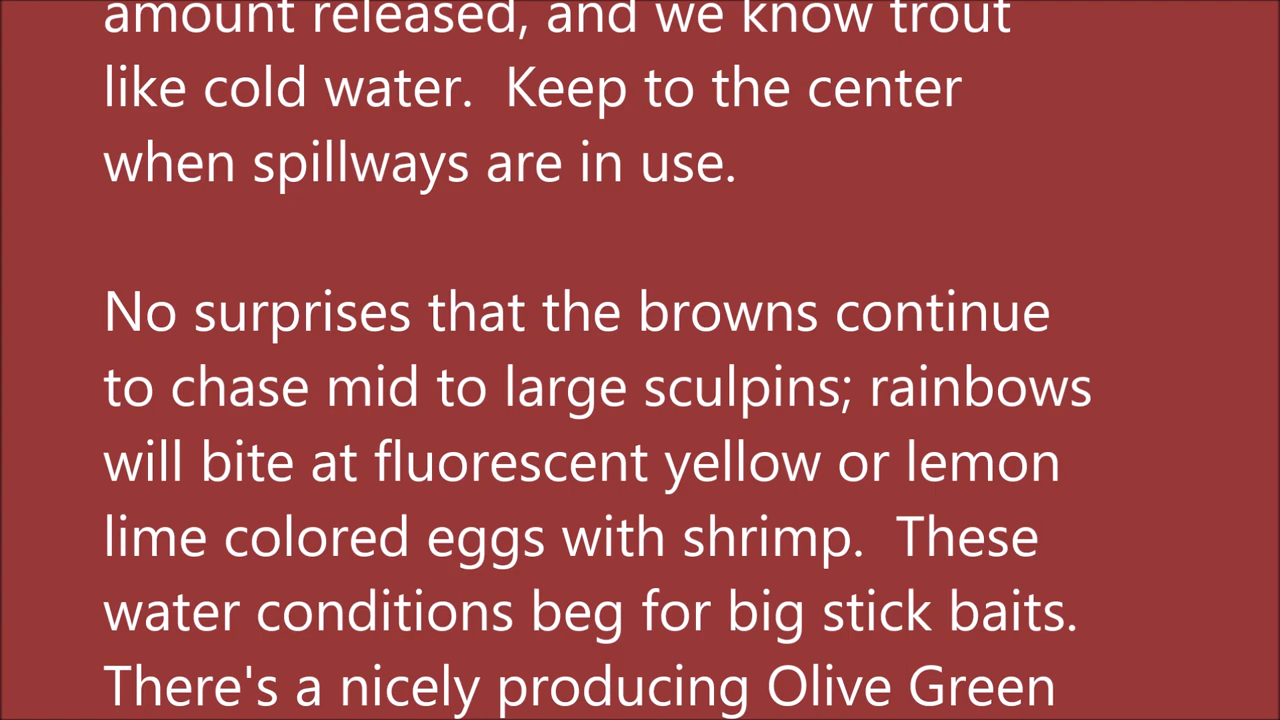 amount released, and we know trout
like cold water.  Keep to the center
when spillways are in use.
No surprises that the browns continue
to chase mid to large sculpins; rainbows
will bite at fluorescent yellow or lemon
lime colored eggs with shrimp.  These
water conditions beg for big stick baits.
There's a nicely producing Olive Green